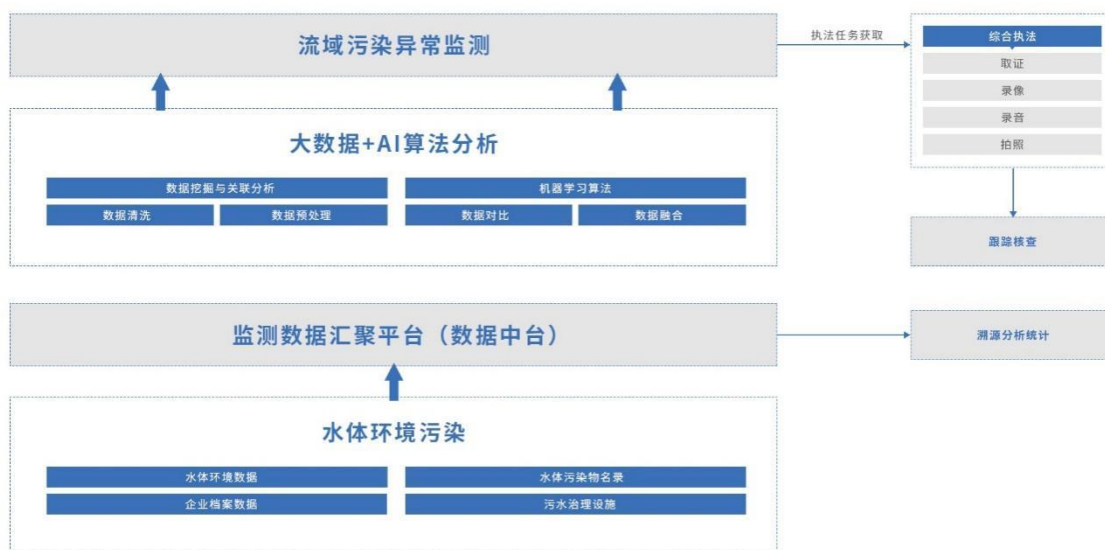 流域污染异常监测
执法任务获取
综合执法
取证
录像
录音
拍照
大数据+AI算法分析
数据挖掘与关联分析
机器学习算法
数据清洗
数据预处理
数据对比
数据融合
跟踪核查
监测数据汇聚平台（数据中台）
溯源分析统计
水体环境污染
水体环境数据
水体污染物名录
企业档案数据
污水治理设施